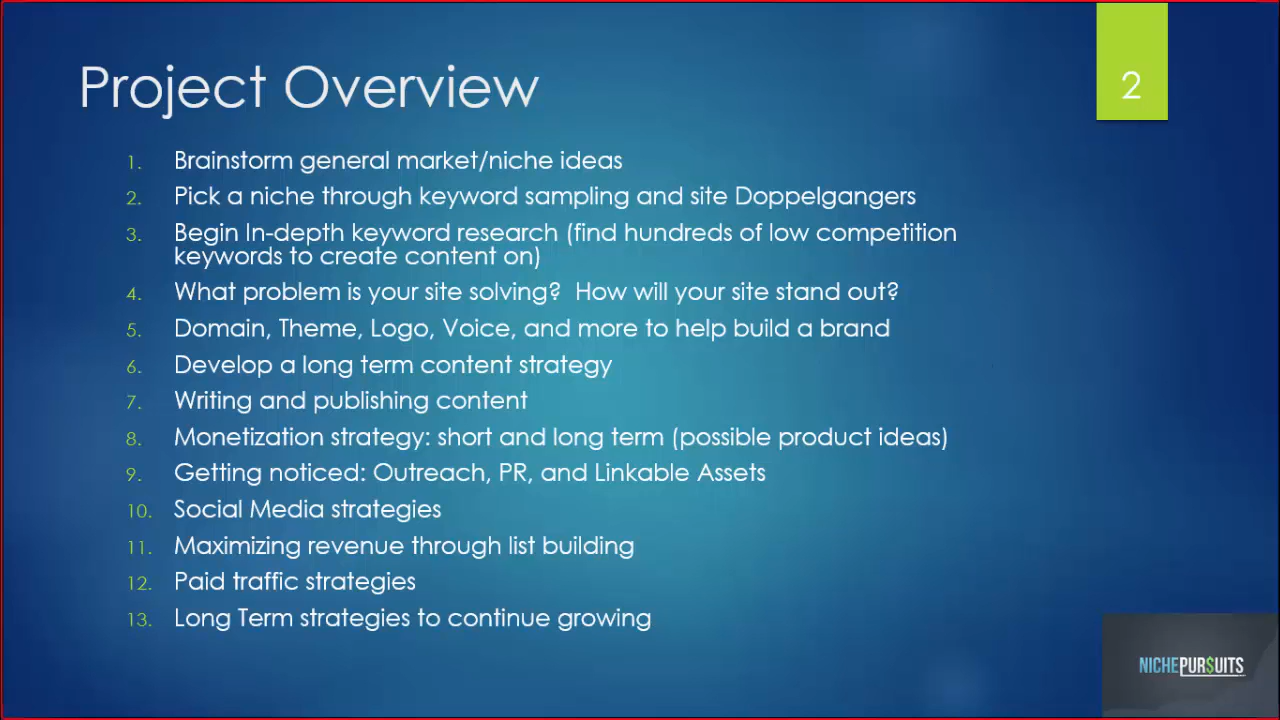 Project Overview
2
1. Brainstorm general market/niche ideas
2. Pick a niche through keyword sampling and site Doppelgangers
3. Begin In-depth keyword research (find hundreds of low competition
keywords to create content on)
4. What problem is your site solving?  How will your site stand out?
5. Domain, Theme, Logo, Voice, and more to help build a brand
6. Develop a long term content strategy
7. Writing and publishing content
8. Monetization strategy: short and long term (possible product ideas)
9. Getting noticed: Outreach, PR, and Linkable Assets
10. Social Media strategies
11. Maximizing revenue through list building
12. Paid traffic strategies
13. Long Term strategies to continue growing
NICHEPUR$UITS